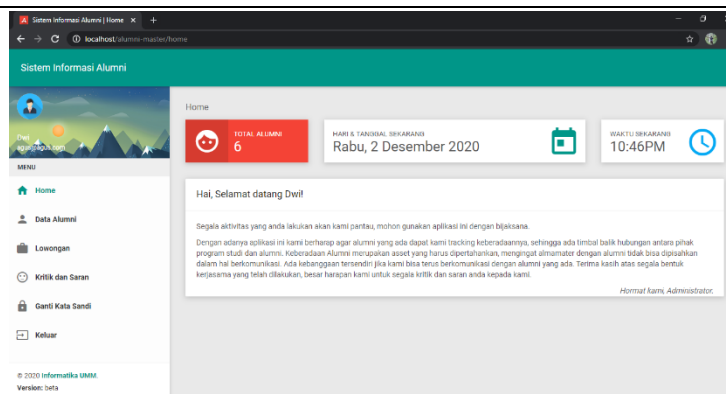 Sistem Informasi Alumni | Home
localhost/alumni-master/home
Sistem Informasi Alumni
Dwi
MENU
Home
Data Alumni
Lowongan
Kritik dan Saran
Ganti Kata Sandi
Keluar
© 2020 Informatika UMM.
Version: beta
Home
TOTAL ALUMNI
6
HARI & TANGGAL SEKARANG
Rabu, 2 Desember 2020
WAKTU SEKARANG
10:46PM
Hai, Selamat datang Dwi!
Segala aktivitas yang anda lakukan akan kami pantau, mohon gunakan aplikasi ini dengan bijaksana.
Dengan adanya aplikasi ini kami berharap agar alumni yang ada dapat kami tracking keberadaannya, sehingga ada timbal balik hubungan antara pihak
program studi dan alumni. Keberadaan Alumni merupakan asset yang harus dipertahankan, mengingat almamater dengan alumni tidak bisa dipisahkan
dalam hal berkomunikasi. Ada kebanggaan tersendiri jika kami bisa terus berkomunikasi dengan alumni yang ada. Terima kasih atas segala bentuk
kerjasama yang telah dilakukan, besar harapan kami untuk segala kritik dan saran anda kepada kami.
Hormat kami, Administrator.